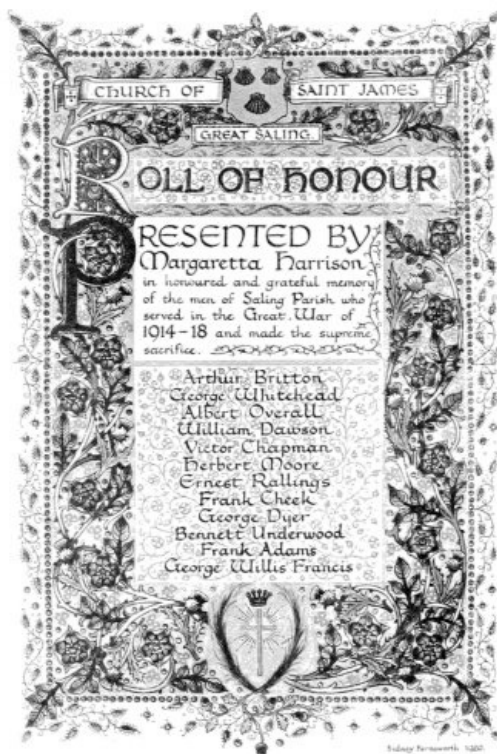 CHURCH OF SAINT JAMES
GREAT SALING.
ROLL OF HONOUR
PRESENTED BY
Margaretta Harrison
in honoured and grateful memory
of the men of Saling Parish who
served in the Great War of
1914-18 and made the supreme
sacrifice.
Arthur Britton
George Whitehead
Albert Overall
William Dawson
Victor Chapman
Herbert Moore
Ernest Rallings
Frank Cheek
George Dyer
Bennett Underwood
Frank Adams
George Willis Francis
Sidney Farnsworth